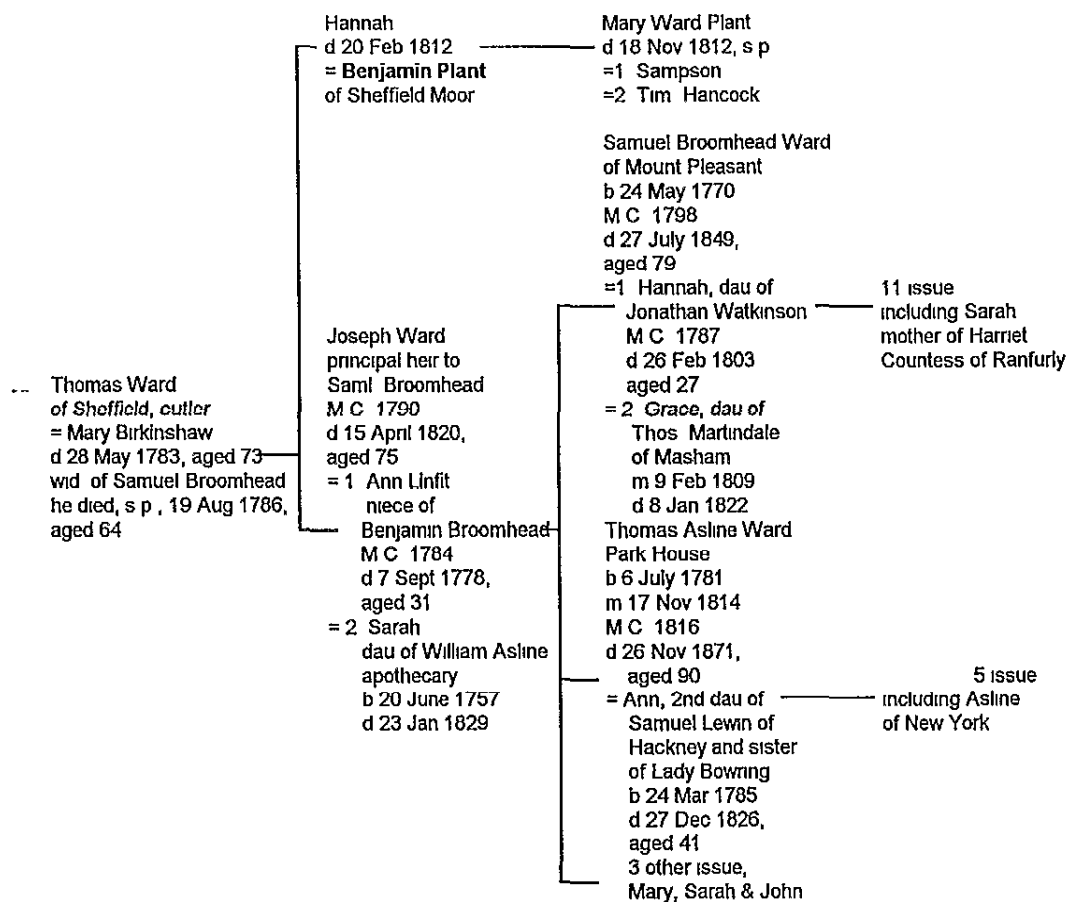 Hannah
d 20 Feb 1812
= Benjamin Plant
of Sheffield Moor
Mary Ward Plant
d 18 Nov 1812, s p
=1 Sampson
=2 Tim Hancock
Samuel Broomhead Ward
of Mount Pleasant
b 24 May 1770
M C 1798
d 27 July 1849,
aged 79
=1 Hannah, dau of
Jonathan Watkinson
M C 1787
d 26 Feb 1803
aged 27
= 2 Grace, dau of
Thos Martindale
of Masham
m 9 Feb 1809
d 8 Jan 1822
11 issue
including Sarah
mother of Harriet
Countess of Ranfurly
Joseph Ward
principal heir to
Saml Broomhead
M C 1790
d 15 April 1820,
aged 75
= 1 Ann Linfit
niece of
Benjamin Broomhead
M C 1784
d 7 Sept 1778,
aged 31
= 2 Sarah
dau of William Asline
apothecary
b 20 June 1757
d 23 Jan 1829
Thomas Ward
of Sheffield, cutler
= Mary Birkinshaw
d 28 May 1783, aged 73
wid of Samuel Broomhead
he died, s p , 19 Aug 1786,
aged 64
Thomas Asline Ward
Park House
b 6 July 1781
m 17 Nov 1814
M C 1816
d 26 Nov 1871,
aged 90
= Ann, 2nd dau of
Samuel Lewin of
Hackney and sister
of Lady Bowring
b 24 Mar 1785
d 27 Dec 1826,
aged 41
3 other issue,
Mary, Sarah & John
5 issue
including Asline
of New York